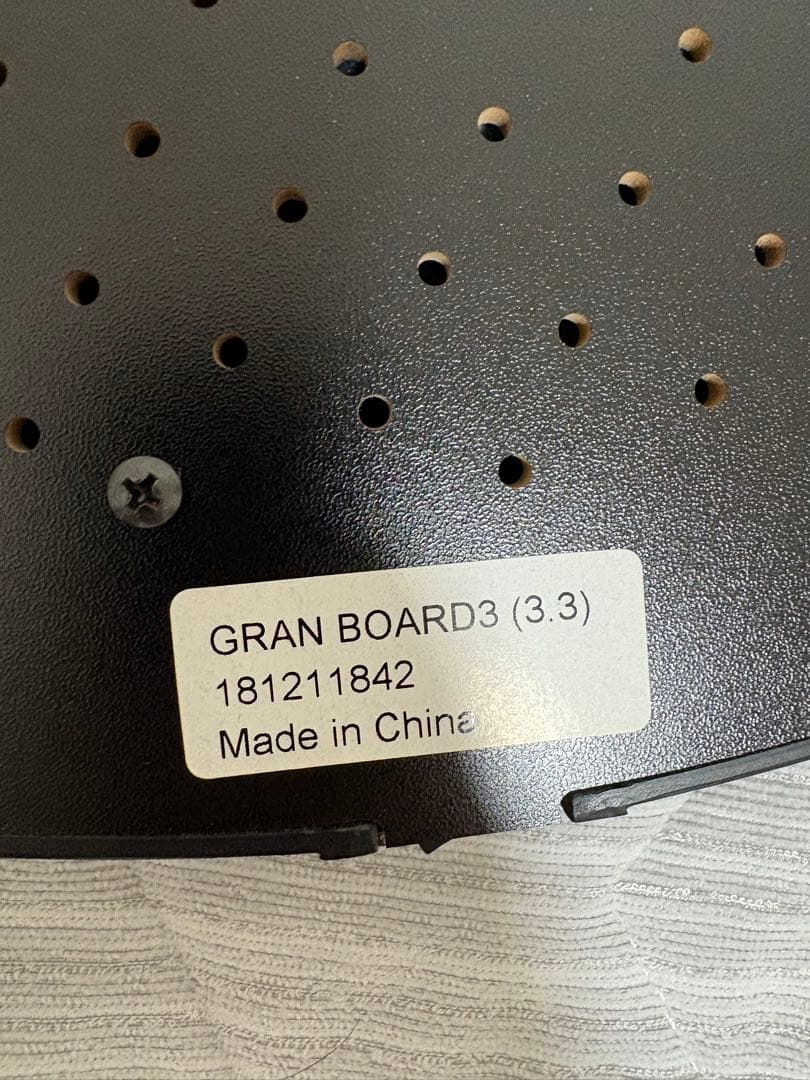 GRAN BOARD3 (3.3)
181211842
Made in China